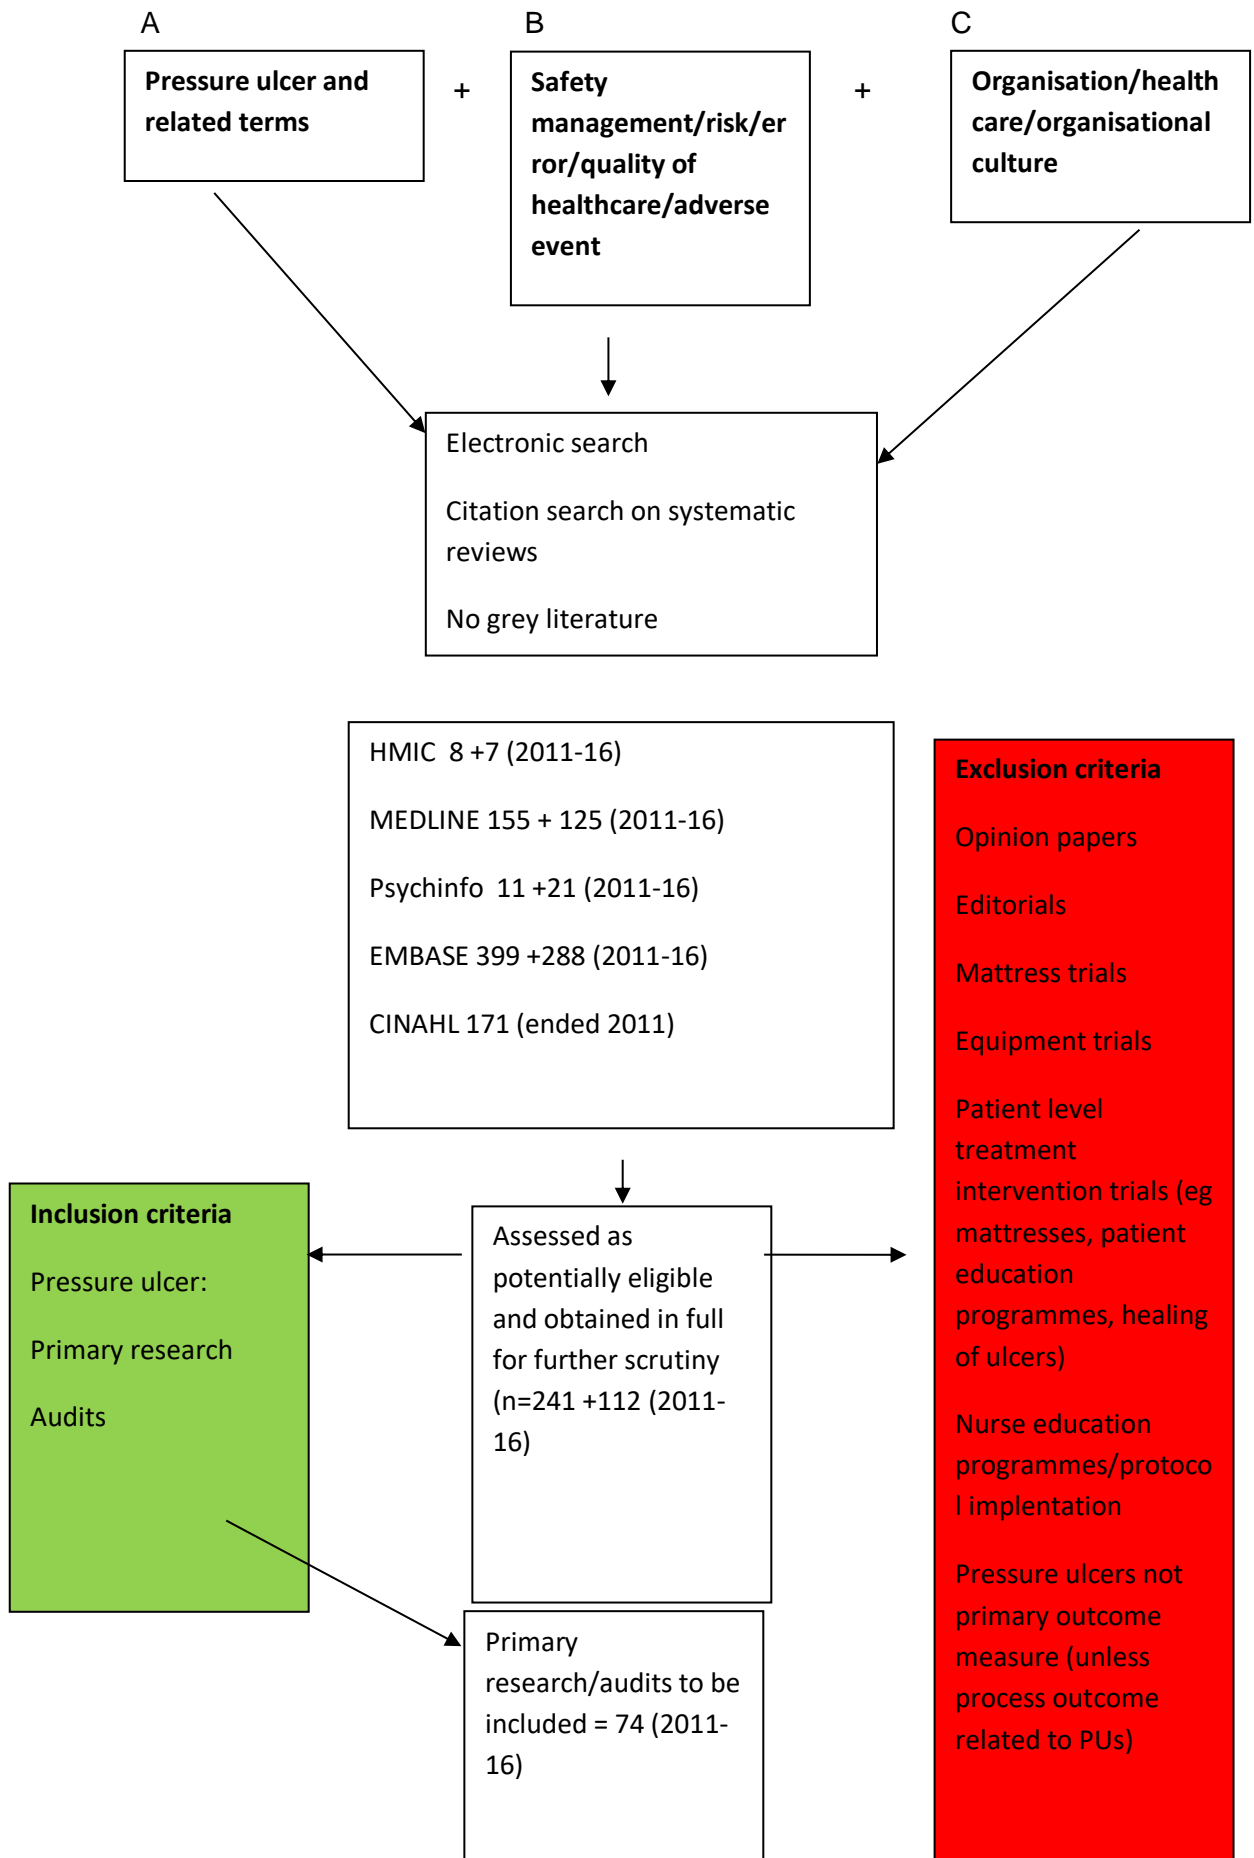 A
B
C
Pressure ulcer and
related terms
+
Safety
management/risk/er
ror/quality of
healthcare/adverse
event
+
Organisation/health
care/organisational
culture
Electronic search
Citation search on systematic
reviews
No grey literature
HMIC  8 +7 (2011-16)
MEDLINE 155 + 125 (2011-16)
Psychinfo  11 +21 (2011-16)
EMBASE 399 +288 (2011-16)
CINAHL 171 (ended 2011)
Exclusion criteria
Opinion papers
Editorials
Mattress trials
Equipment trials
Patient level
treatment
intervention trials (eg
mattresses, patient
education
programmes, healing
of ulcers)
Nurse education
programmes/protoco
l implentation
Pressure ulcers not
primary outcome
measure (unless
process outcome
related to PUs)
Inclusion criteria
Pressure ulcer:
Primary research
Audits
Assessed as
potentially eligible
and obtained in full
for further scrutiny
(n=241 +112 (2011-
16)
Primary
research/audits to be
included = 74 (2011-
16)